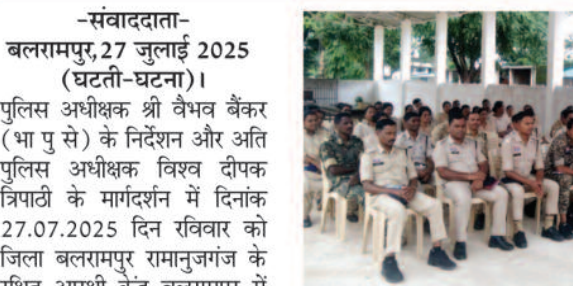 -संवाददाता-
बलरामपुर,27 जुलाई 2025
(घटती-घटना)।
पुलिस अधीक्षक श्री वैभव बैंकर
(भा पु से) के निर्देशन और अति
पुलिस अधीक्षक विश्व दीपक
त्रिपाठी के मार्गदर्शन में दिनांक
27.07.2025 दिन रविवार को
जिला बलरामपुर रामानुजगंज के